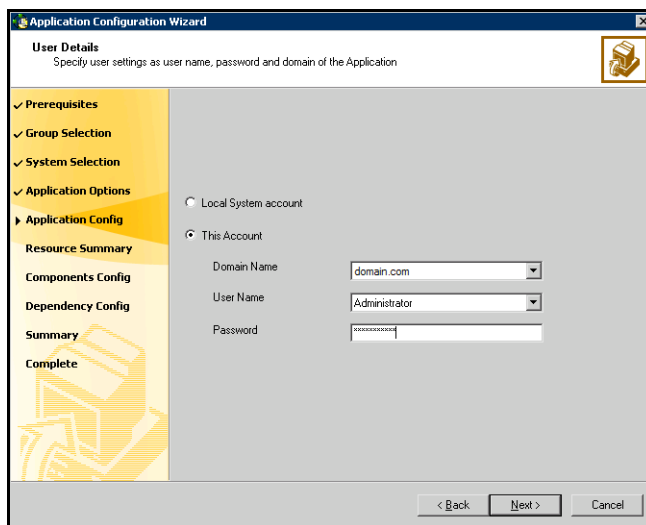 Application Configuration Wizard
User Details
Specify user settings as user name, password and domain of the Application
Prerequisites
Group Selection
System Selection
Application Options
Application Config
Resource Summary
Components Config
Dependency Config
Summary
Complete
Local System account
This Account
Domain Name
domain.com
User Name
Administrator
Password
xxxxxxxxxxx
< Back
Next >
Cancel